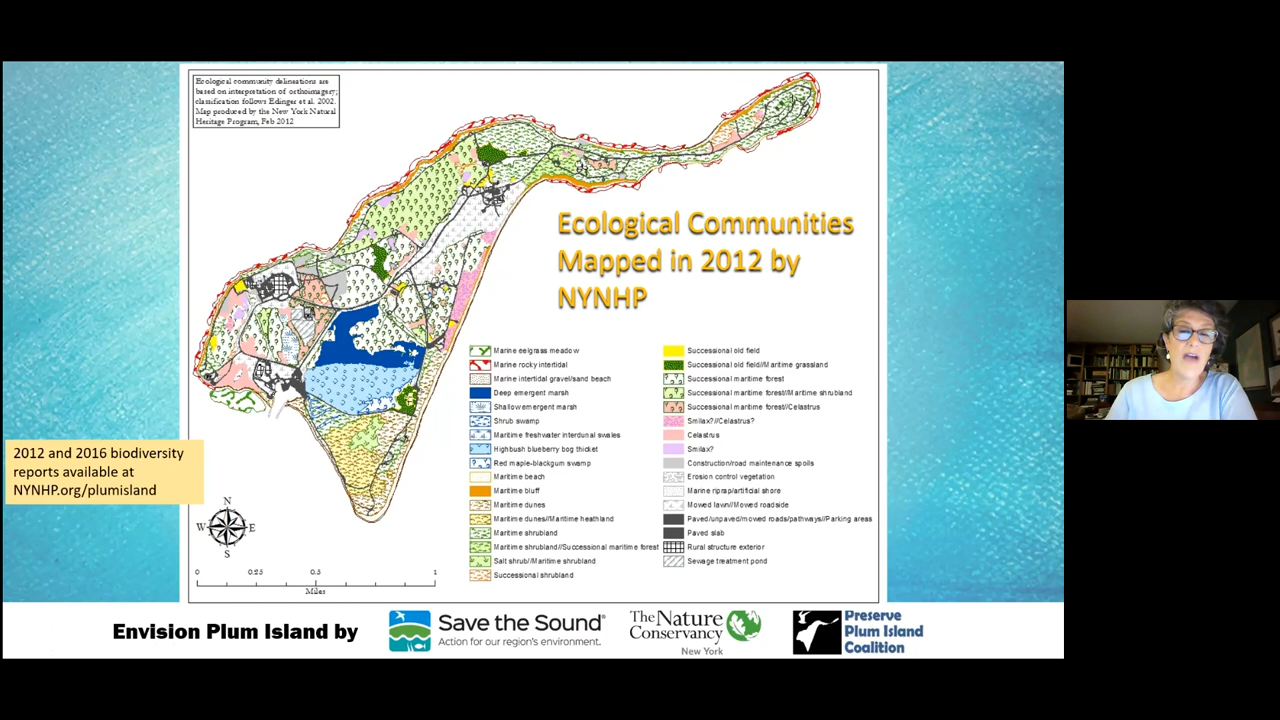 Ecological community delineations are
based on interpretation of orthoimagery;
classification follows Edinger et al. 2002.
Map produced by the New York Natural
Heritage Program, Feb 2012
Ecological Communities
Mapped in 2012 by
NYNHP
Marine eelgrass meadow
Marine rocky intertidal
Marine intertidal gravel/sand beach
Deep emergent marsh
Shallow emergent marsh
Shrub swamp
Maritime freshwater interdunal swales
Highbush blueberry bog thicket
Red maple-blackgum swamp
Maritime beach
Maritime bluff
Maritime dunes
Maritime dunes//Maritime heathland
Maritime shrubland
Maritime shrubland//Successional maritime forest
Salt shrub//Maritime shrubland
Successional shrubland
Successional old field
Successional old field//Maritime grassland
Successional maritime forest
Successional maritime forest//Maritime shrubland
Successional maritime forest//Celastrus
Smilax?//Celastrus?
Celastrus
Smilax?
Construction/road maintenance spoils
Erosion control vegetation
Marine riprap/artificial shore
Mowed lawn//Mowed roadside
Paved/unpaved/mowed roads/pathways//Parking areas
Paved slab
Rural structure exterior
Sewage treatment pond
2012 and 2016 biodiversity
reports available at
NYNHP.org/plumisland
N
W E
S
0 0.25 0.5 1
Miles
Envision Plum Island by
Save the Sound®
Action for our region's environment.
The Nature
Conservancy
New York
Preserve
Plum Island
Coalition